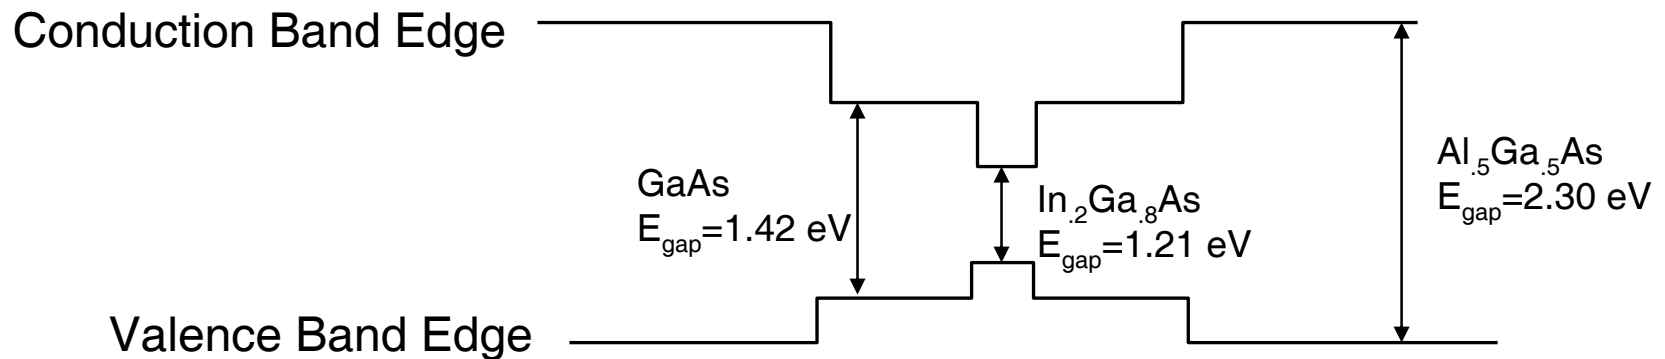 Conduction Band Edge
GaAs
E_gap=1.42 eV
In.2Ga.8As
E_gap=1.21 eV
Al.5Ga.5As
E_gap=2.30 eV
Valence Band Edge